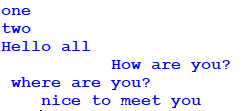 one
two
Hello all
How are you?
where are you?
nice to meet you